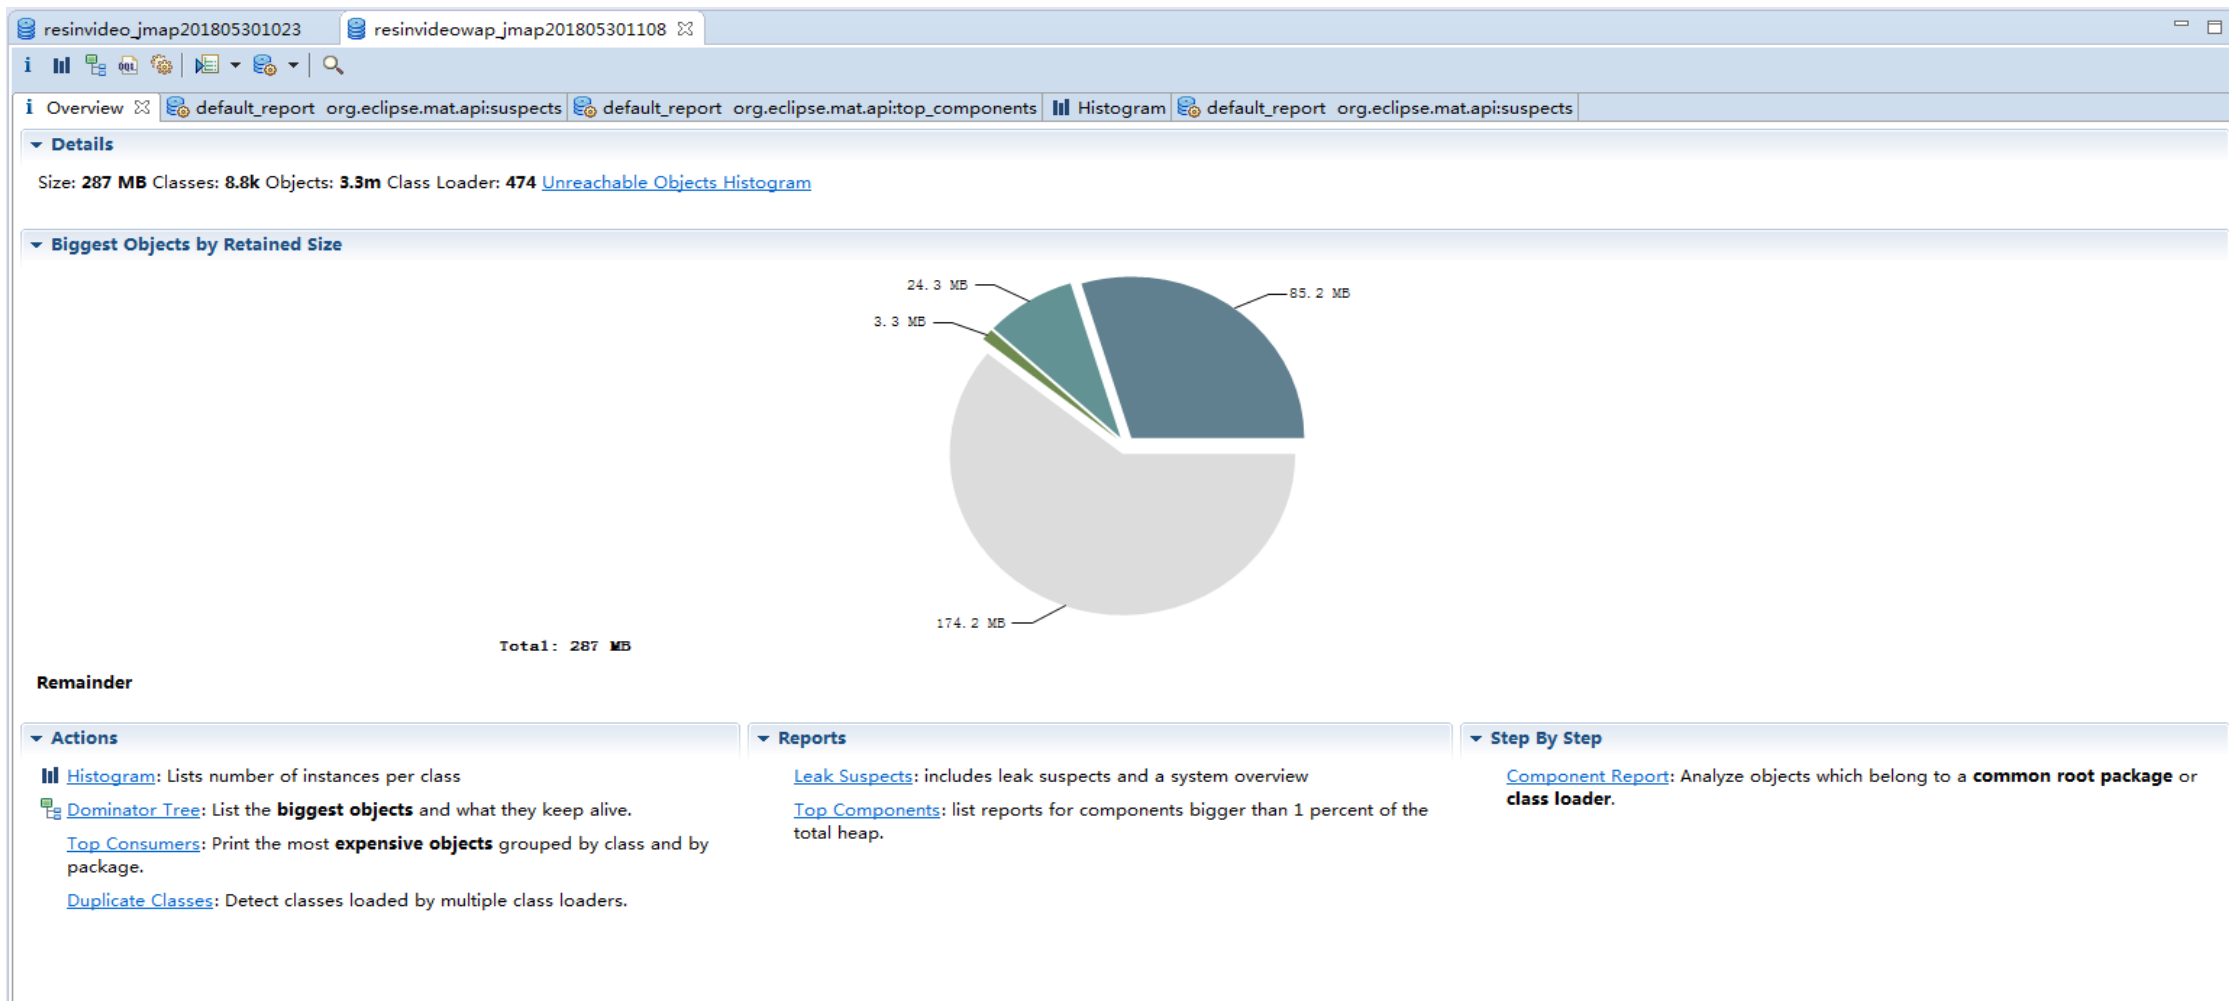 resinvideo_jmap201805301023 resinvideowap_jmap201805301108
i OQL
i Overview default_report org.eclipse.mat.api:suspects default_report org.eclipse.mat.api:top_components Histogram default_report org.eclipse.mat.api:suspects
Details
Size: 287 MB Classes: 8.8k Objects: 3.3m Class Loader: 474 Unreachable Objects Histogram
Biggest Objects by Retained Size
24.3 MB
85.2 MB
3.3 MB
174.2 MB
Total: 287 MB
Remainder
Actions
Histogram: Lists number of instances per class
Dominator Tree: List the biggest objects and what they keep alive.
Top Consumers: Print the most expensive objects grouped by class and by
package.
Duplicate Classes: Detect classes loaded by multiple class loaders.
Reports
Leak Suspects: includes leak suspects and a system overview
Top Components: list reports for components bigger than 1 percent of the
total heap.
Step By Step
Component Report: Analyze objects which belong to a common root package or
class loader.